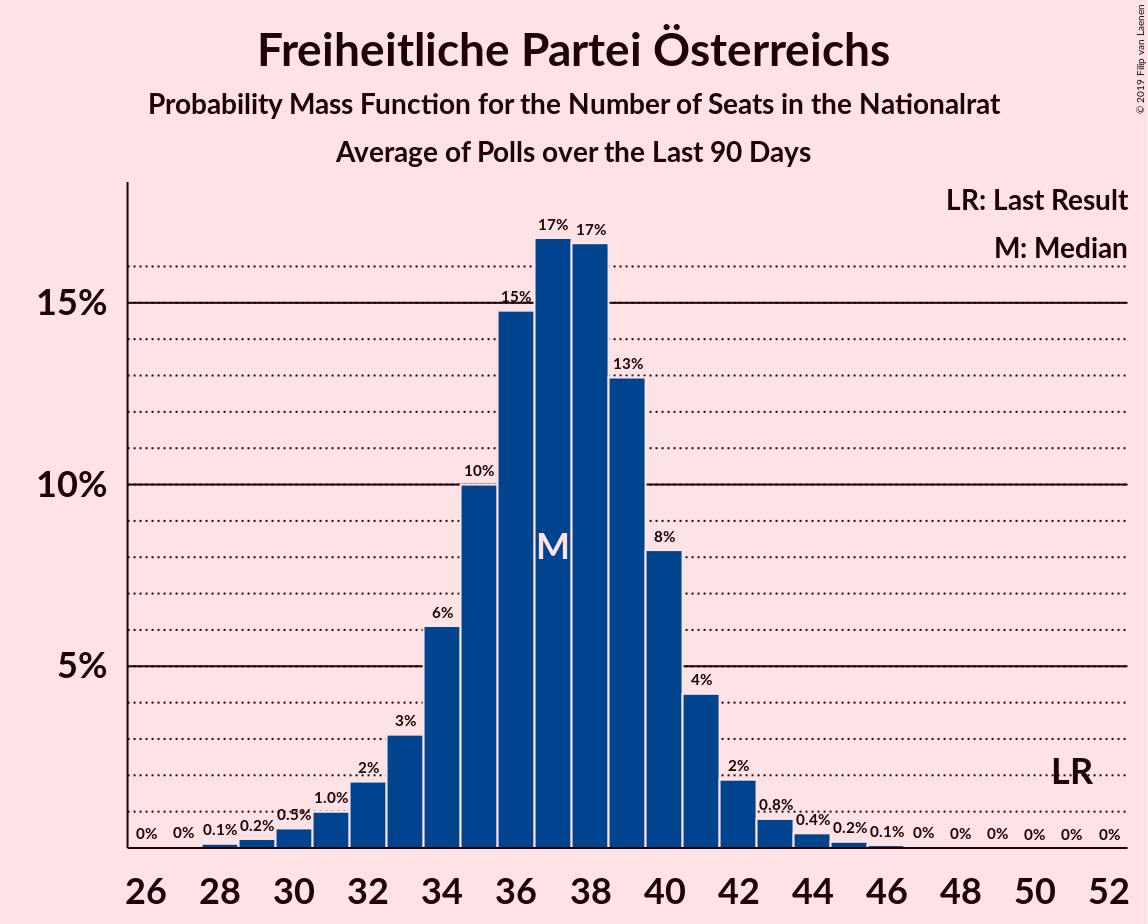 Freiheitliche Partei Österreichs
Probability Mass Function for the Number of Seats in the Nationalrat
Average of Polls over the Last 90 Days
© 2019 Filip van Laenen
LR: Last Result
M: Median
15%
10%
5%
0% 0% 0.1% 0.2% 0.5% 1.0% 2% 3% 6% 10% 15% 17% 17% 13% 8% 4% 2% 0.8% 0.4% 0.2% 0.1% 0% 0% 0% 0% 0% 0%
M
LR
26 28 30 32 34 36 38 40 42 44 46 48 50 52